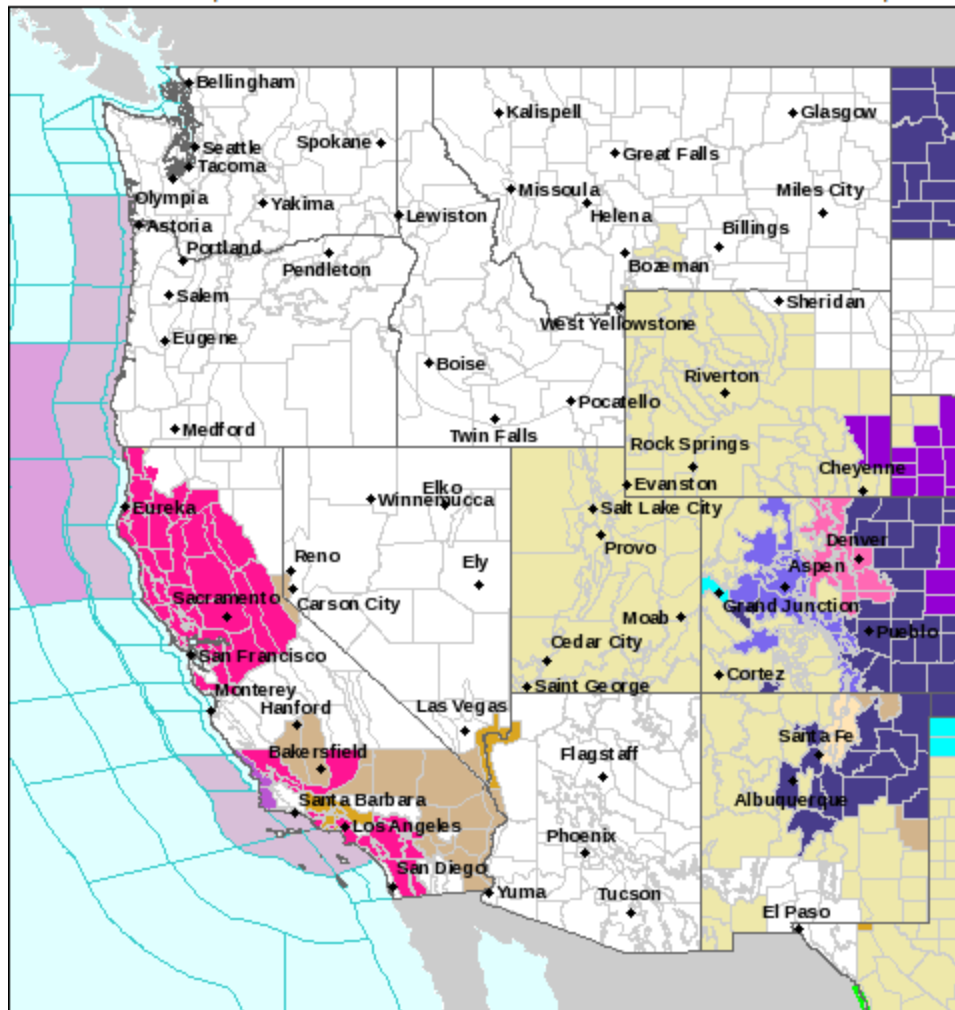 Bellingham
Kalispell
Glasgow
Seattle
Spokane
Tacoma
Great Falls
Missoula
Miles City
Olympia
Yakima
Lewiston
Helena
Astoria
Billings
Portland
Pendleton
Bozeman
Salem
Sheridan
West Yellowstone
Eugene
Boise
Riverton
Pocatello
Medford
Twin Falls
Rock Springs
Cheyenne
Evanston
Elko
Winnemucca
Eureka
Salt Lake City
Provo
Denver
Reno
Ely
Aspen
Sacramento
Carson City
Grand Junction
Moab
Pueblo
Cedar City
San Francisco
Cortez
Saint George
Monterey
Hanford
Las Vegas
Santa Fe
Bakersfield
Flagstaff
Santa Barbara
Albuquerque
Los Angeles
Phoenix
San Diego
Yuma
Tucson
El Paso